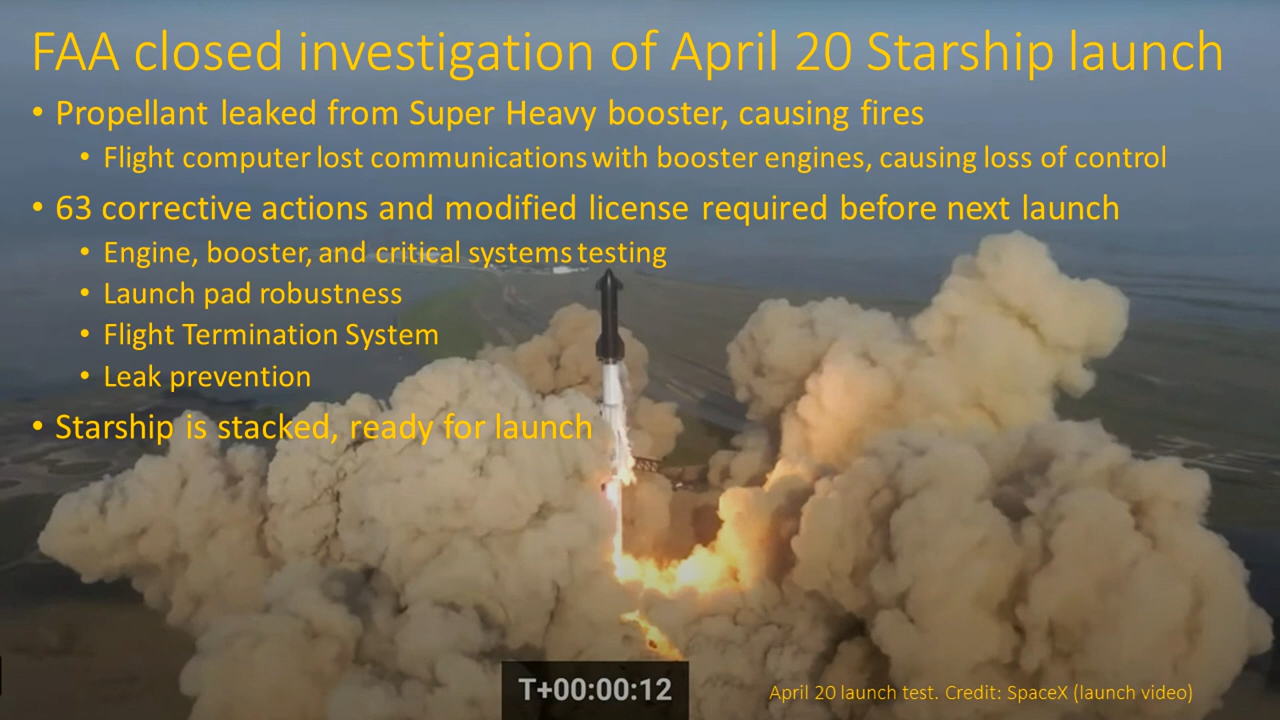 FAA closed investigation of April 20 Starship launch
• Propellant leaked from Super Heavy booster, causing fires
• Flight computer lost communications with booster engines, causing loss of control
• 63 corrective actions and modified license required before next launch
• Engine, booster, and critical systems testing
• Launch pad robustness
• Flight Termination System
• Leak prevention
• Starship is stacked, ready for launch
T+00:00:12
April 20 launch test. Credit: SpaceX (launch video)